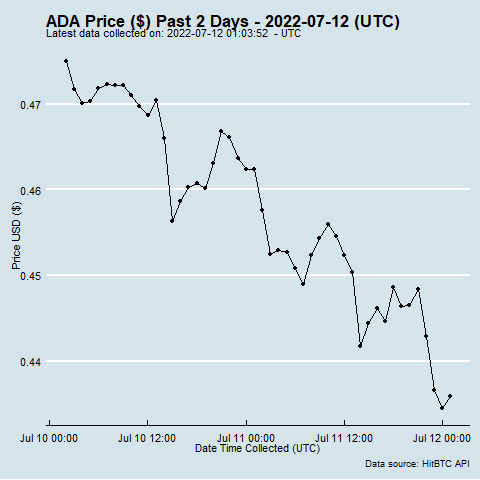 ADA Price ($) Past 2 Days - 2022-07-12 (UTC)
Latest data collected on: 2022-07-12 01:03:52 - UTC
0.47
0.46
0.45
0.44
Price USD ($)
Jul 10 00:00 Jul 10 12:00 Jul 11 00:00 Jul 11 12:00 Jul 12 00:00
Date Time Collected (UTC)
Data source: HitBTC API